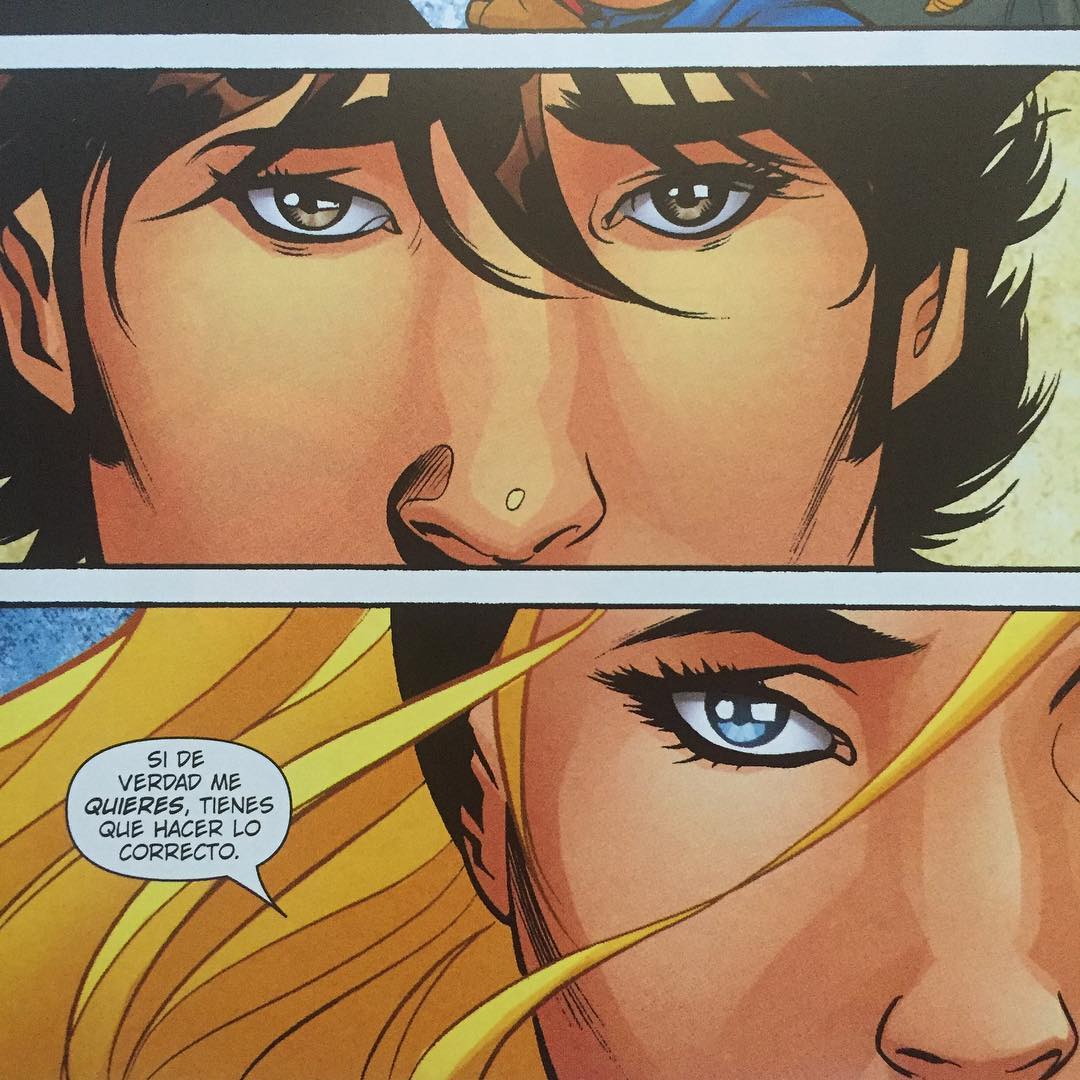 SI DE
VERDAD ME
QUIERES, TIENES
QUE HACER LO
CORRECTO.